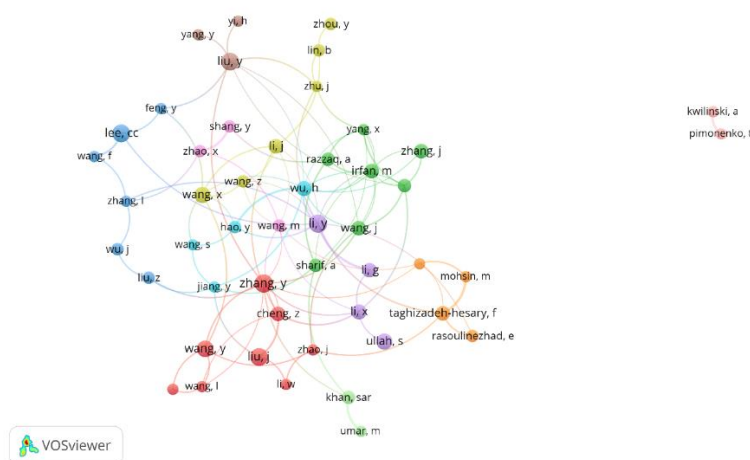 yi, h
zhou, y
yang, y
lin, b
liu, y
zhu, j
feng, y
kwilinski, a
lee, cc
shang, y
yang, x
pimonenko, t
li, j
zhao, x
zhang, j
wang, f
razzaq, a
irfan, m
wang, z
wu, h
wang, x
zhang, l
hao, y
wang, m
li, y
wang, j
wu, j
wang, s
sharif, a
li, g
mohsin, m
liu, z
jiang, y
zhang, y
cheng, z
li, x
taghizadeh-hesary, f
rasoulinezhad, e
ullah, s
wang, y
liu, j
zhao, j
wang, l
li, w
khan, sar
umar, m
VOSviewer